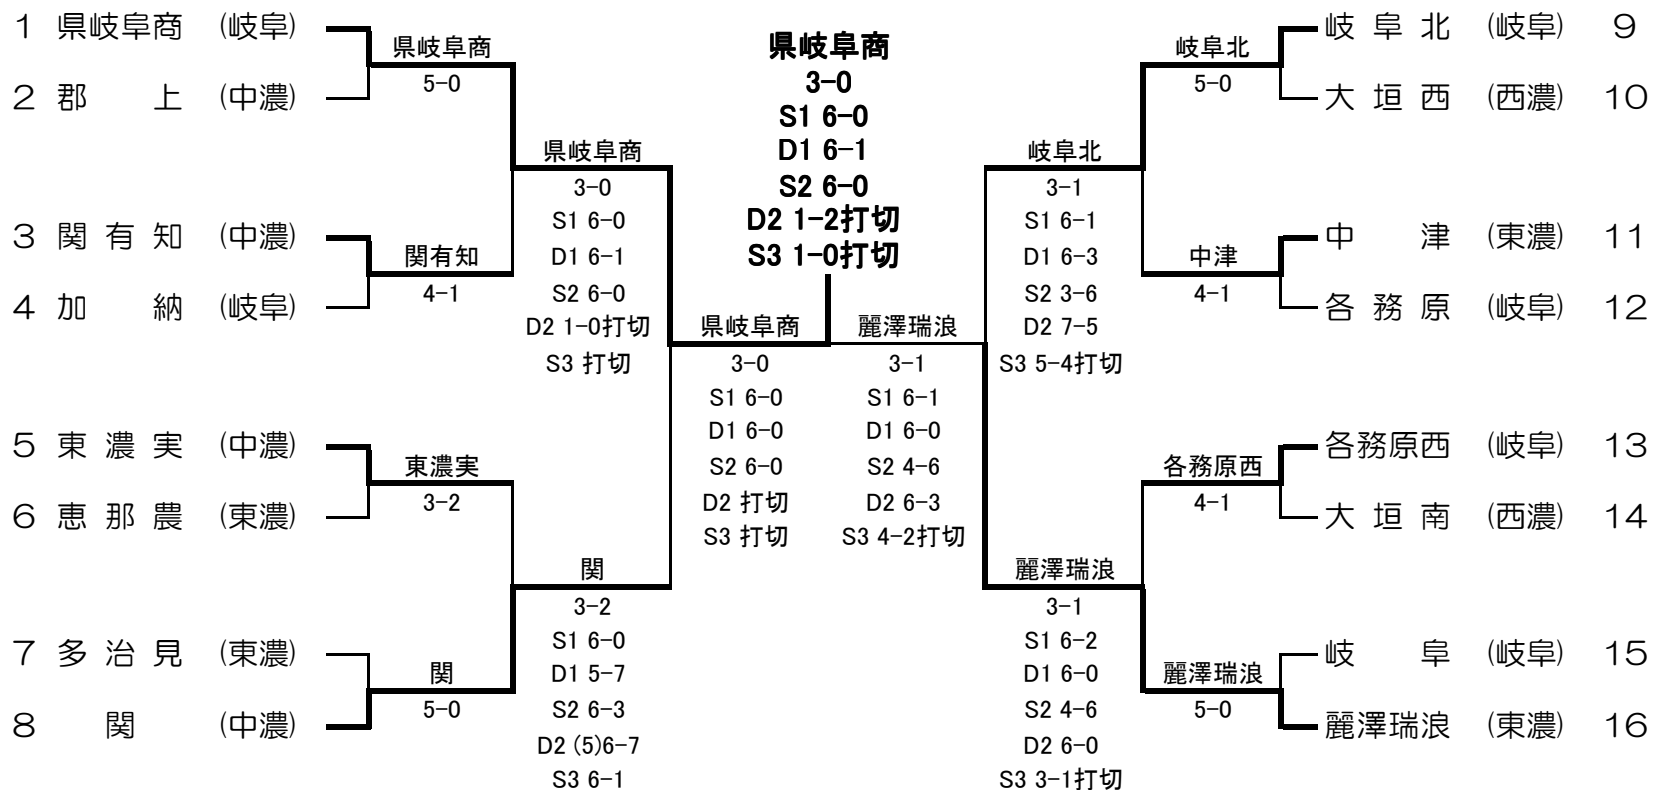 1 県岐阜商 (岐阜)
2 郡 上 (中濃)
3 関有知 (中濃)
4 加 納 (岐阜)
5 東濃実 (中濃)
6 恵那農 (東濃)
7 多治見 (東濃)
8 関 (中濃)
県岐阜商
5-0
関有知
4-1
東濃実
3-2
関
5-0
県岐阜商
3-0
S1 6-0
D1 6-1
S2 6-0
D2 1-0打切
S3 打切
関
3-2
S1 6-0
D1 5-7
S2 6-3
D2 (5)6-7
S3 6-1
県岐阜商
3-0
S1 6-0
D1 6-0
S2 6-0
D2 打切
S3 打切
県岐阜商
3-0
S1 6-0
D1 6-1
S2 6-0
D2 1-2打切
S3 1-0打切
麗澤瑞浪
3-1
S1 6-1
D1 6-0
S2 4-6
D2 6-3
S3 4-2打切
岐阜北
3-1
S1 6-1
D1 6-3
S2 3-6
D2 7-5
S3 5-4打切
麗澤瑞浪
3-1
S1 6-2
D1 6-0
S2 4-6
D2 6-0
S3 3-1打切
岐阜北
5-0
中津
4-1
各務原西
4-1
麗澤瑞浪
5-0
岐阜北 (岐阜) 9
大垣西 (西濃) 10
中 津 (東濃) 11
各務原 (岐阜) 12
各務原西 (岐阜) 13
大垣南 (西濃) 14
岐 阜 (岐阜) 15
麗澤瑞浪 (東濃) 16